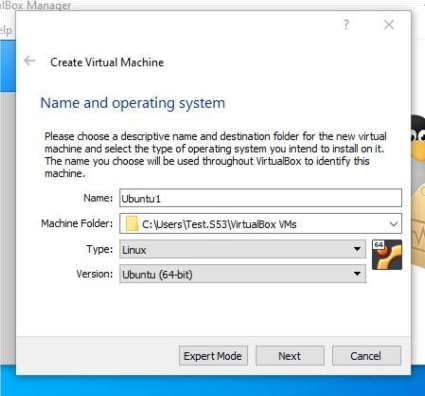 alBox Manager
elp
?
Create Virtual Machine
Name and operating system
Please choose a descriptive name and destination folder for the new virtual
machine and select the type of operating system you intend to install on it.
The name you choose will be used throughout VirtualBox to identify this
machine.
Name: Ubuntu1
Machine Folder: C:\Users\Test.S53\VirtualBox VMs
Type: Linux
64
Version: Ubuntu (64-bit)
Expert Mode Next Cancel